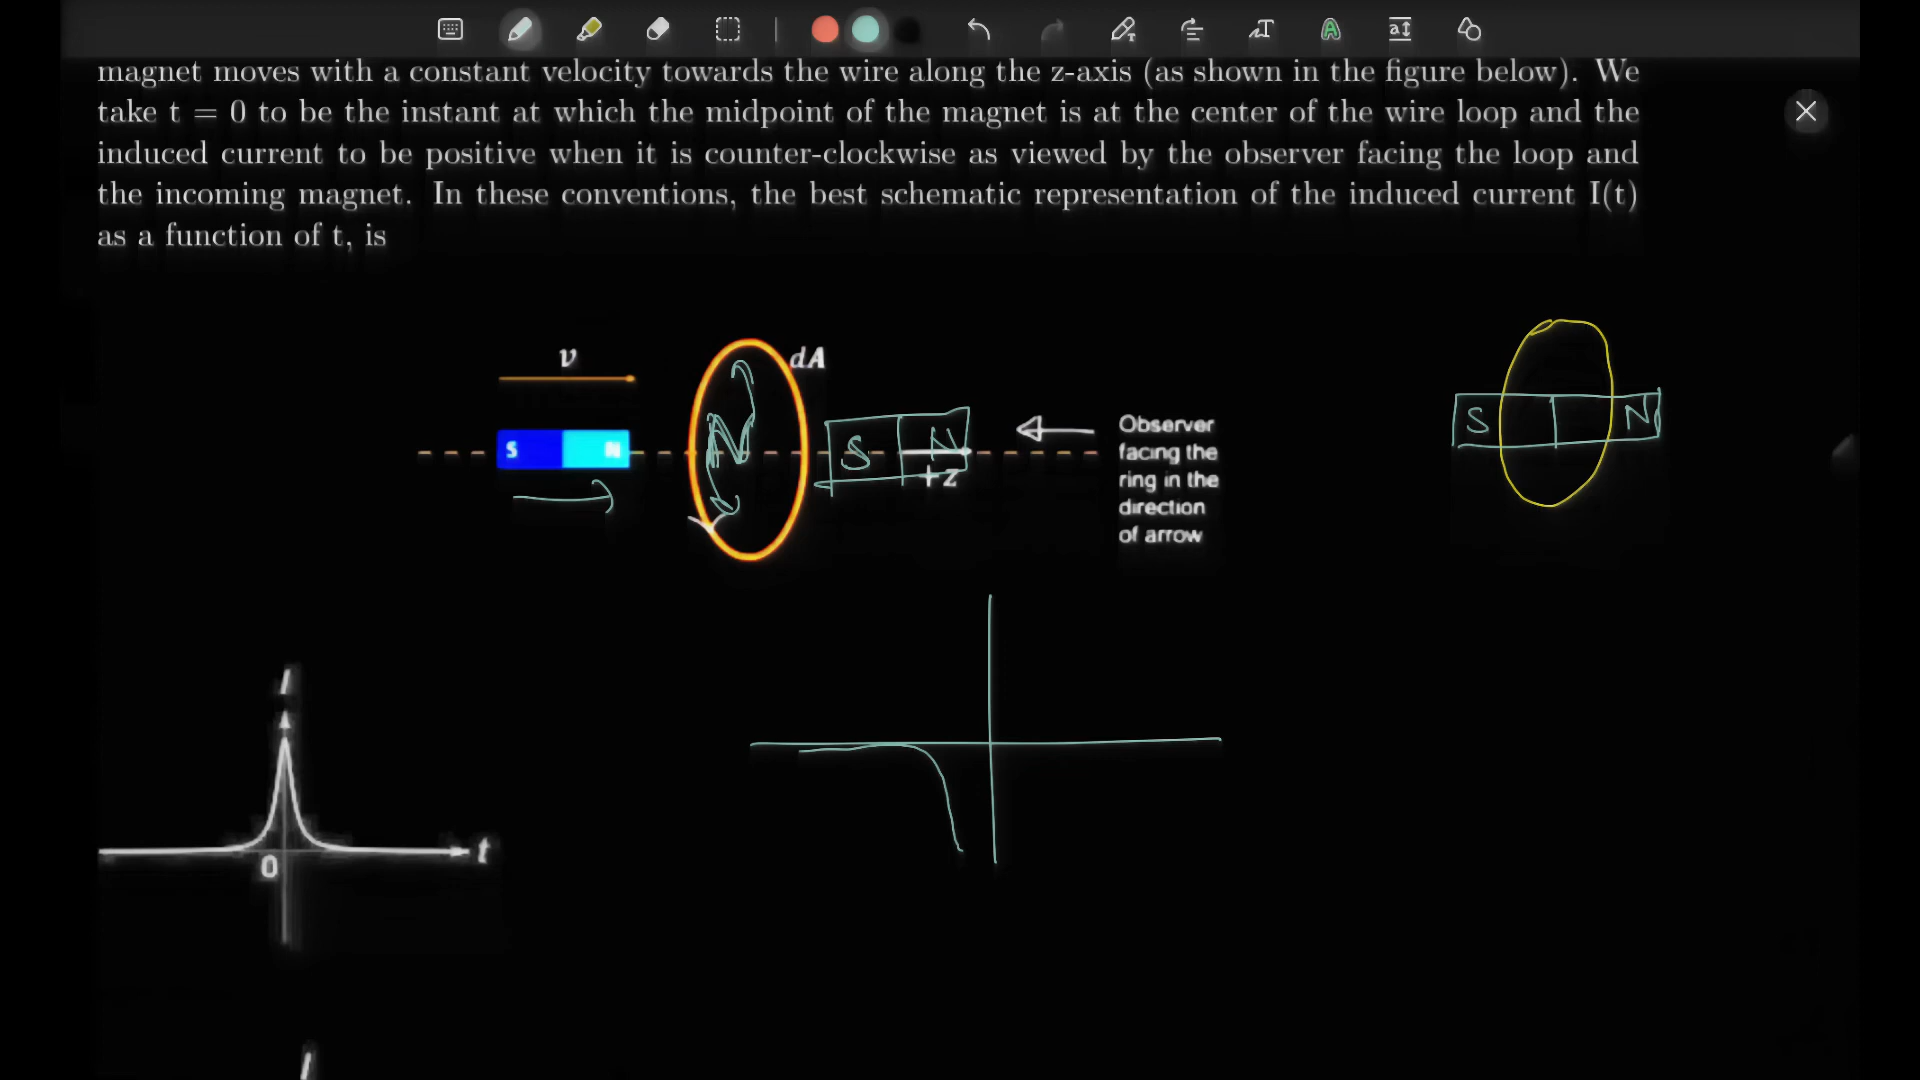 magnet moves with a constant velocity towards the wire along the z-axis (as shown in the figure below). We
take t = 0 to be the instant at which the midpoint of the magnet is at the center of the wire loop and the
induced current to be positive when it is counter-clockwise as viewed by the observer facing the loop and
the incoming magnet. In these conventions, the best schematic representation of the induced current I(t)
as a function of t, is
v
dA
S N
N
S N
+z
Observer
facing the
ring in the
direction
of arrow
S N
I
0
t
I